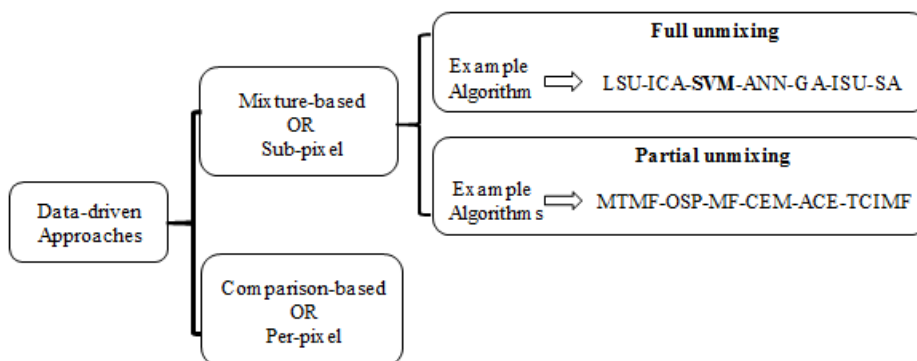 Full unmixing
Example
Algorithm
LSU-ICA-SVM-ANN-GA-ISU-SA
Mixture-based
OR
Sub-pixel
Partial unmixing
Example
Algorithms
MTMF-OSP-MF-CEM-ACE-TCIMF
Data-driven
Approaches
Comparison-based
OR
Per-pixel